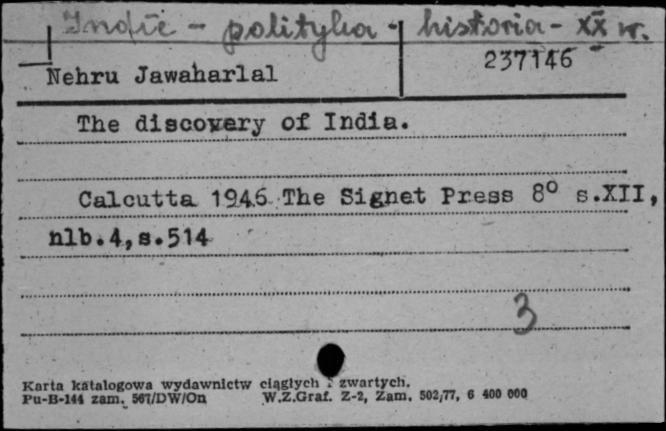 Indie - polityka - historia - XX w.
237146
Nehru Jawaharlal
The discovery of India.
Calcutta 1946 The Signet Press 8° s.XII,
nlb.4,s.514
3
Karta katalogowa wydawnictw ciągłych i zwartych.
Pu-B-144 zam. 567/DW/On W.Z.Graf. Z-2, Zam. 502/77, 6 400 000